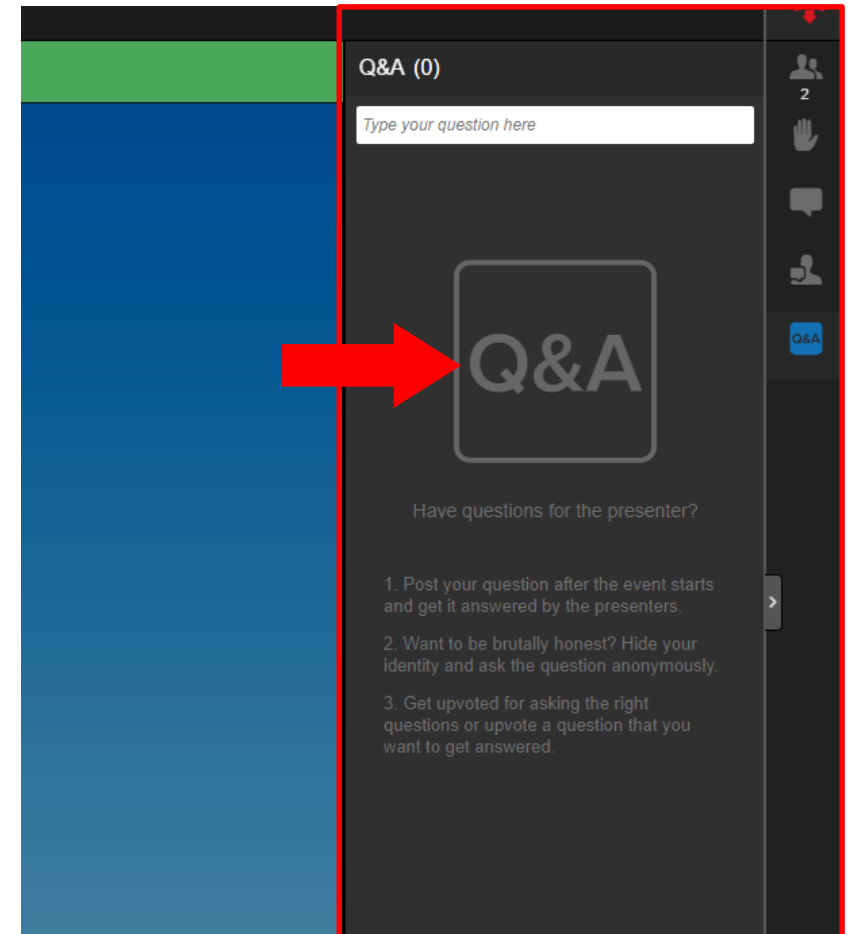 Q&A (0)
2
Type your question here
Q&A
Q&A
Have questions for the presenter?
1. Post your question after the event starts
and get it answered by the presenters.
2. Want to be brutally honest? Hide your
identity and ask the question anonymously.
3. Get upvoted for asking the right
questions or upvote a question that you
want to get answered.